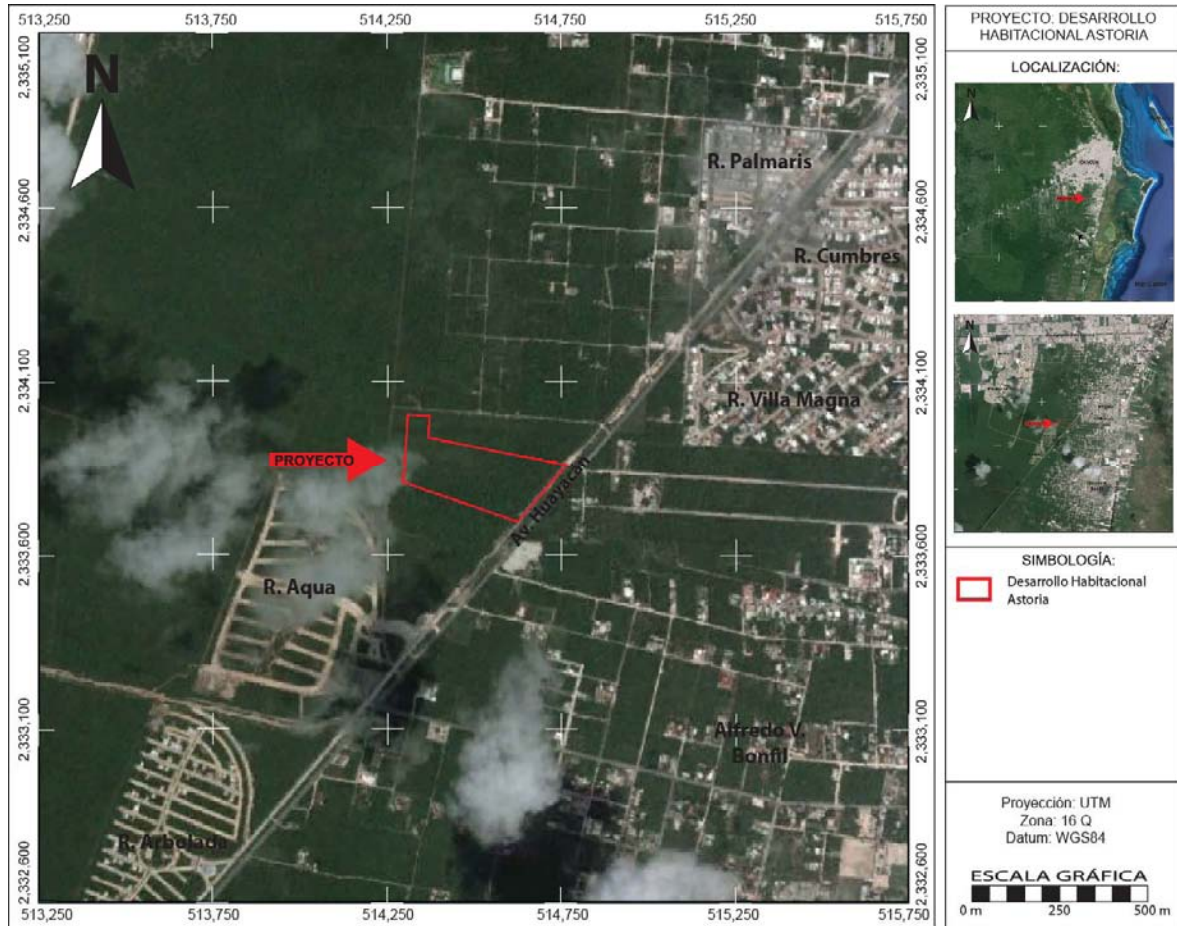 513,250 513,750 514,250 514,750 515,250 515,750
2,335,100
2,334,600
2,334,100
2,333,600
2,333,100
2,332,600
2,335,100
2,334,600
2,334,100
2,333,600
2,333,100
2,332,600
N
R. Palmaris
R. Cumbres
R. Villa Magna
PROYECTO
Av. Huayacán
R. Aqua
Alfredo V.
Bonfil
R. Arbolada
513,250 513,750 514,250 514,750 515,250 515,750
PROYECTO: DESARROLLO
HABITACIONAL ASTORIA
LOCALIZACIÓN:
N
N
SIMBOLOGÍA:
Desarrollo Habitacional
Astoria
Proyección: UTM
Zona: 16 Q
Datum: WGS84
ESCALA GRÁFICA
0 m 250 500 m